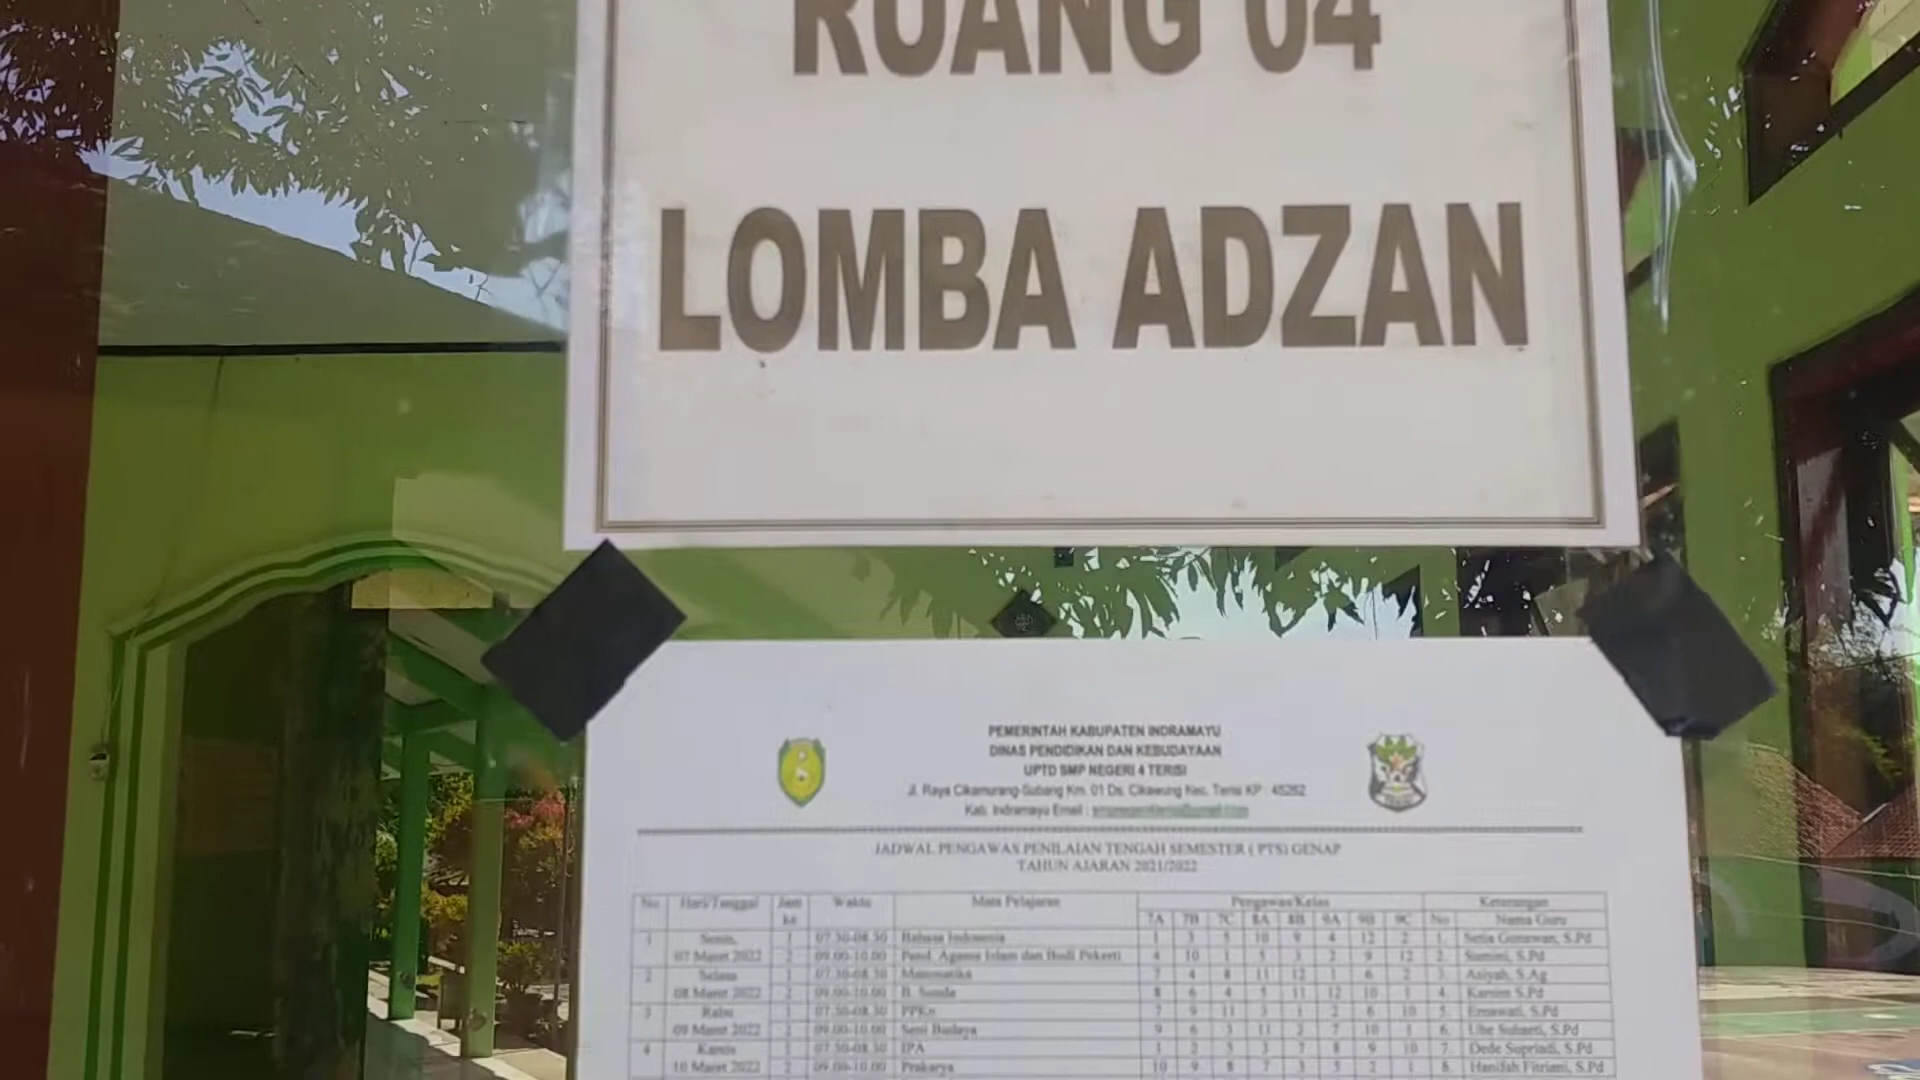 RUANG 04
LOMBA ADZAN
PEMERINTAH KABUPATEN INDRAMAYU
DINAS PENDIDIKAN DAN KEBUDAYAAN
UPTD SMP NEGERI 4 TERISI
Jl. Raya Cikamurang-Subang Km. 01 Ds. Cikawung Kec. Terisi KP : 45262
Kab. Indramayu Email :
JADWAL PENGAWAS PENILAIAN TENGAH SEMESTER ( PTS) GENAP
TAHUN AJARAN 2021/2022
No Hari/Tanggal Jam ke Waktu Mata Pelajaran Pengawas/Kelas Keterangan
7A 7B 7C 8A 8B 9A 9B 9C No Nama Guru
1 Senin, 1 07.30-08.30 Bahasa Indonesia 1 3 5 10 9 4 12 2 1. Setia Gunawan, S.Pd
07 Maret 2022 2 09.00-10.00 Pend. Agama Islam dan Budi Pekerti 4 10 1 5 3 2 9 12 2. Sumini, S.Pd
2 Selasa 1 07.30-08.30 Matematika 7 4 8 11 12 1 6 2 3. Asiyah, S.Ag
08 Maret 2022 2 09.00-10.00 B. Sunda 8 6 4 5 11 12 10 1 4. Karsim S.Pd
3 Rabu 1 07.30-08.30 PPKn 7 9 11 3 1 2 6 10 5. Ernawati, S.Pd
09 Maret 2022 2 09.00-10.00 Seni Budaya 9 6 3 11 2 7 10 1 6. Uhe Suhaeti, S.Pd
4 Kamis 1 07.30-08.30 IPA 1 2 5 3 7 8 9 10 7. Dede Supriadi, S.Pd
10 Maret 2022 2 09.00-10.00 Prakarya 10 9 8 7 3 5 2 1 8. Hanifah Fitriani, S.Pd